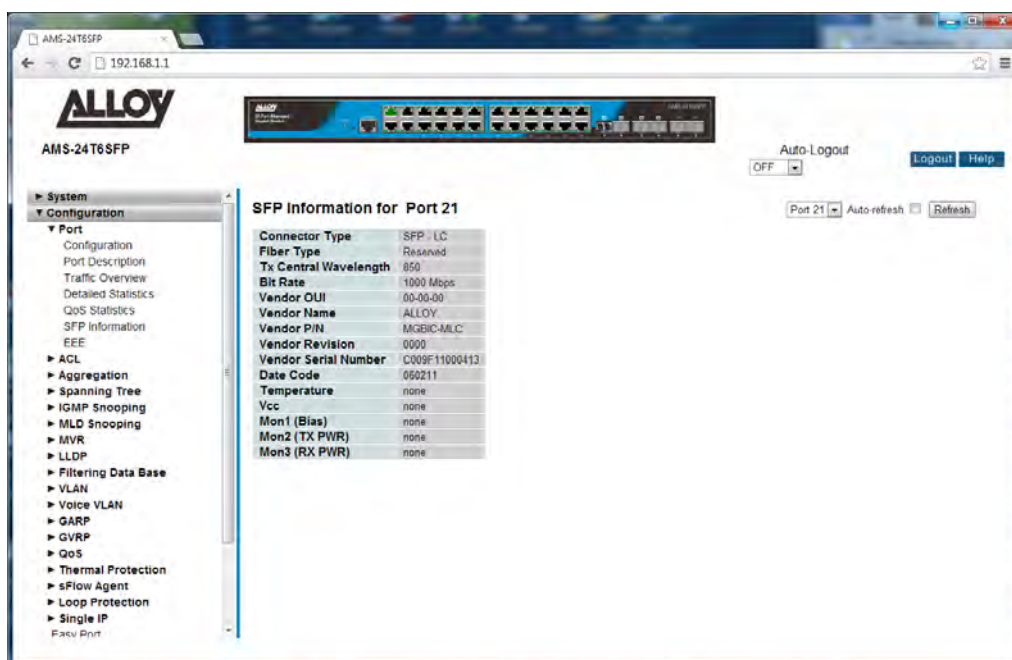 AMS-24T6SFP
192.168.1.1
ALLOY
ALLOY
AMS-24T6SFP
Auto-Logout
OFF
Logout Help
System
Configuration
Port
Configuration
Port Description
Traffic Overview
Detailed Statistics
QoS Statistics
SFP Information
EEE
ACL
Aggregation
Spanning Tree
IGMP Snooping
MLD Snooping
MVR
LLDP
Filtering Data Base
VLAN
Voice VLAN
GARP
GVRP
QoS
Thermal Protection
sFlow Agent
Loop Protection
Single IP
Easy Port
SFP Information for Port 21
Port 21 Auto-refresh Refresh
Connector Type SFP - LC
Fiber Type Reserved
Tx Central Wavelength 850
Bit Rate 1000 Mbps
Vendor OUI 00-00-00
Vendor Name ALLOY
Vendor P/N MGBIC-MLC
Vendor Revision 0000
Vendor Serial Number C009F11000413
Date Code 060211
Temperature none
Vcc none
Mon1 (Bias) none
Mon2 (TX PWR) none
Mon3 (RX PWR) none